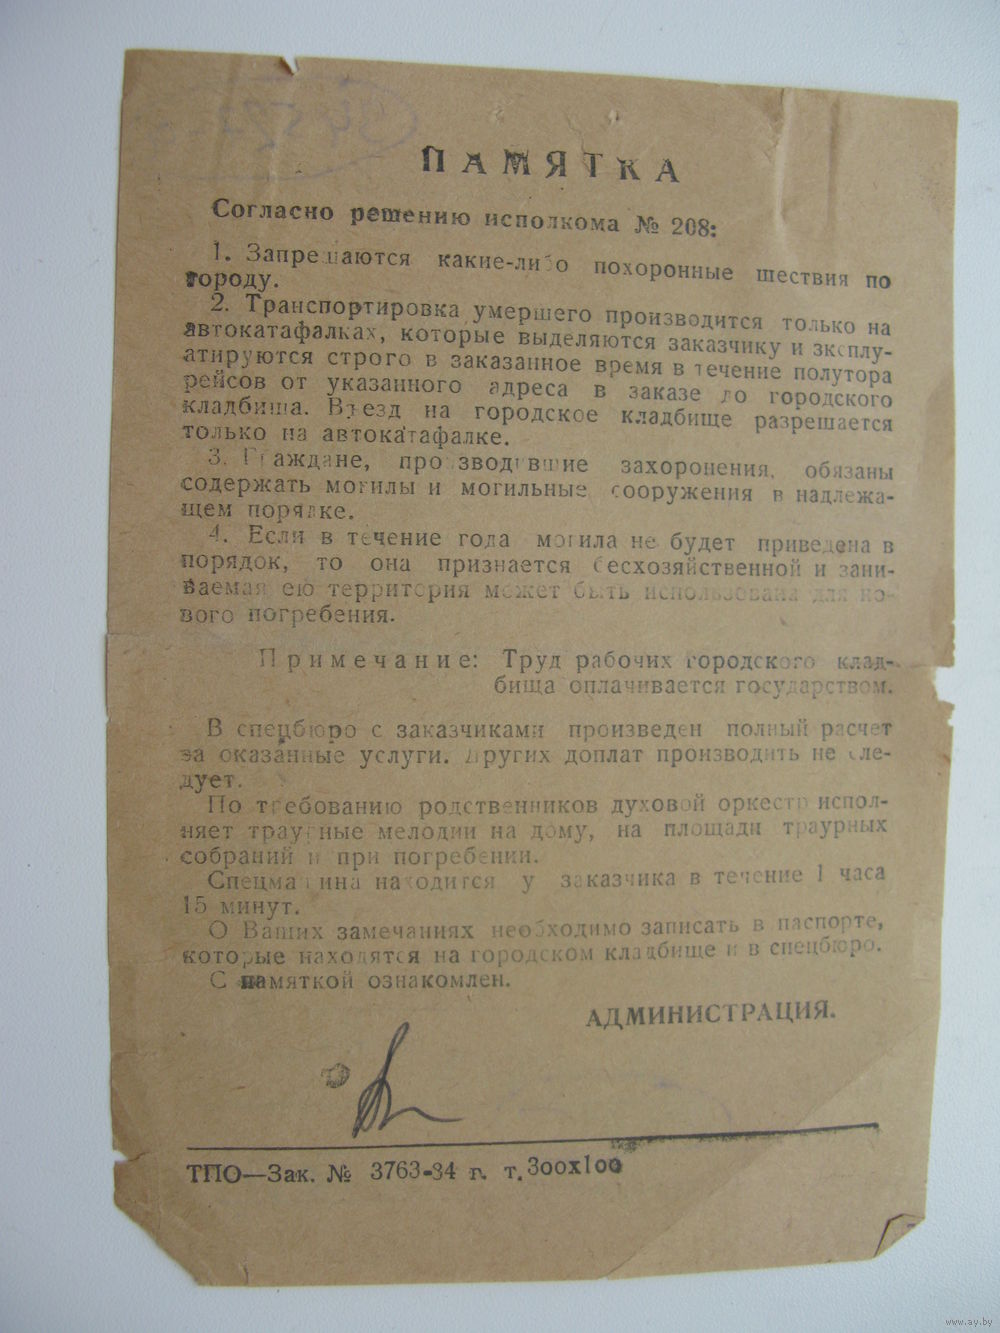 ПАМЯТКА
Согласно решению исполкома № 208:
1. Запрещаются какие-либо похоронные шествия по
городу.
2. Транспортировка умершего производится только на
автокатафалках, которые выделяются заказчику и эксплу-
атируются строго в заказанное время в течение полутора
рейсов от указанного адреса в заказе до городского
кладбища. Въезд на городское кладбище разрешается
только на автокатафалке.
3. Граждане, производившие захоронения, обязаны
содержать могилы и могильные сооружения в надлежа-
щем порядке.
4. Если в течение года могила не будет приведена в
порядок, то она признается бесхозяйственной и зани-
ваемая ею территория может быть использована для но-
вого погребения.
Примечание: Труд рабочих городского клад-
бища оплачивается государством.
В спецбюро с заказчиками произведен полный расчет
за оказанные услуги. Других доплат производить не сле-
дует.
По требованию родственников духовой оркестр испол-
няет траурные мелодии на дому, на площади траурных
собраний и при погребении.
Спецмашина находится у заказчика в течение 1 часа
15 минут.
О Ваших замечаниях необходимо записать в паспорте,
которые находятся на городском кладбище и в спецбюро.
С памяткой ознакомлен.
АДМИНИСТРАЦИЯ.
ТПО—Зак. № 3763-34 г. т. 300х100
www.ay.by